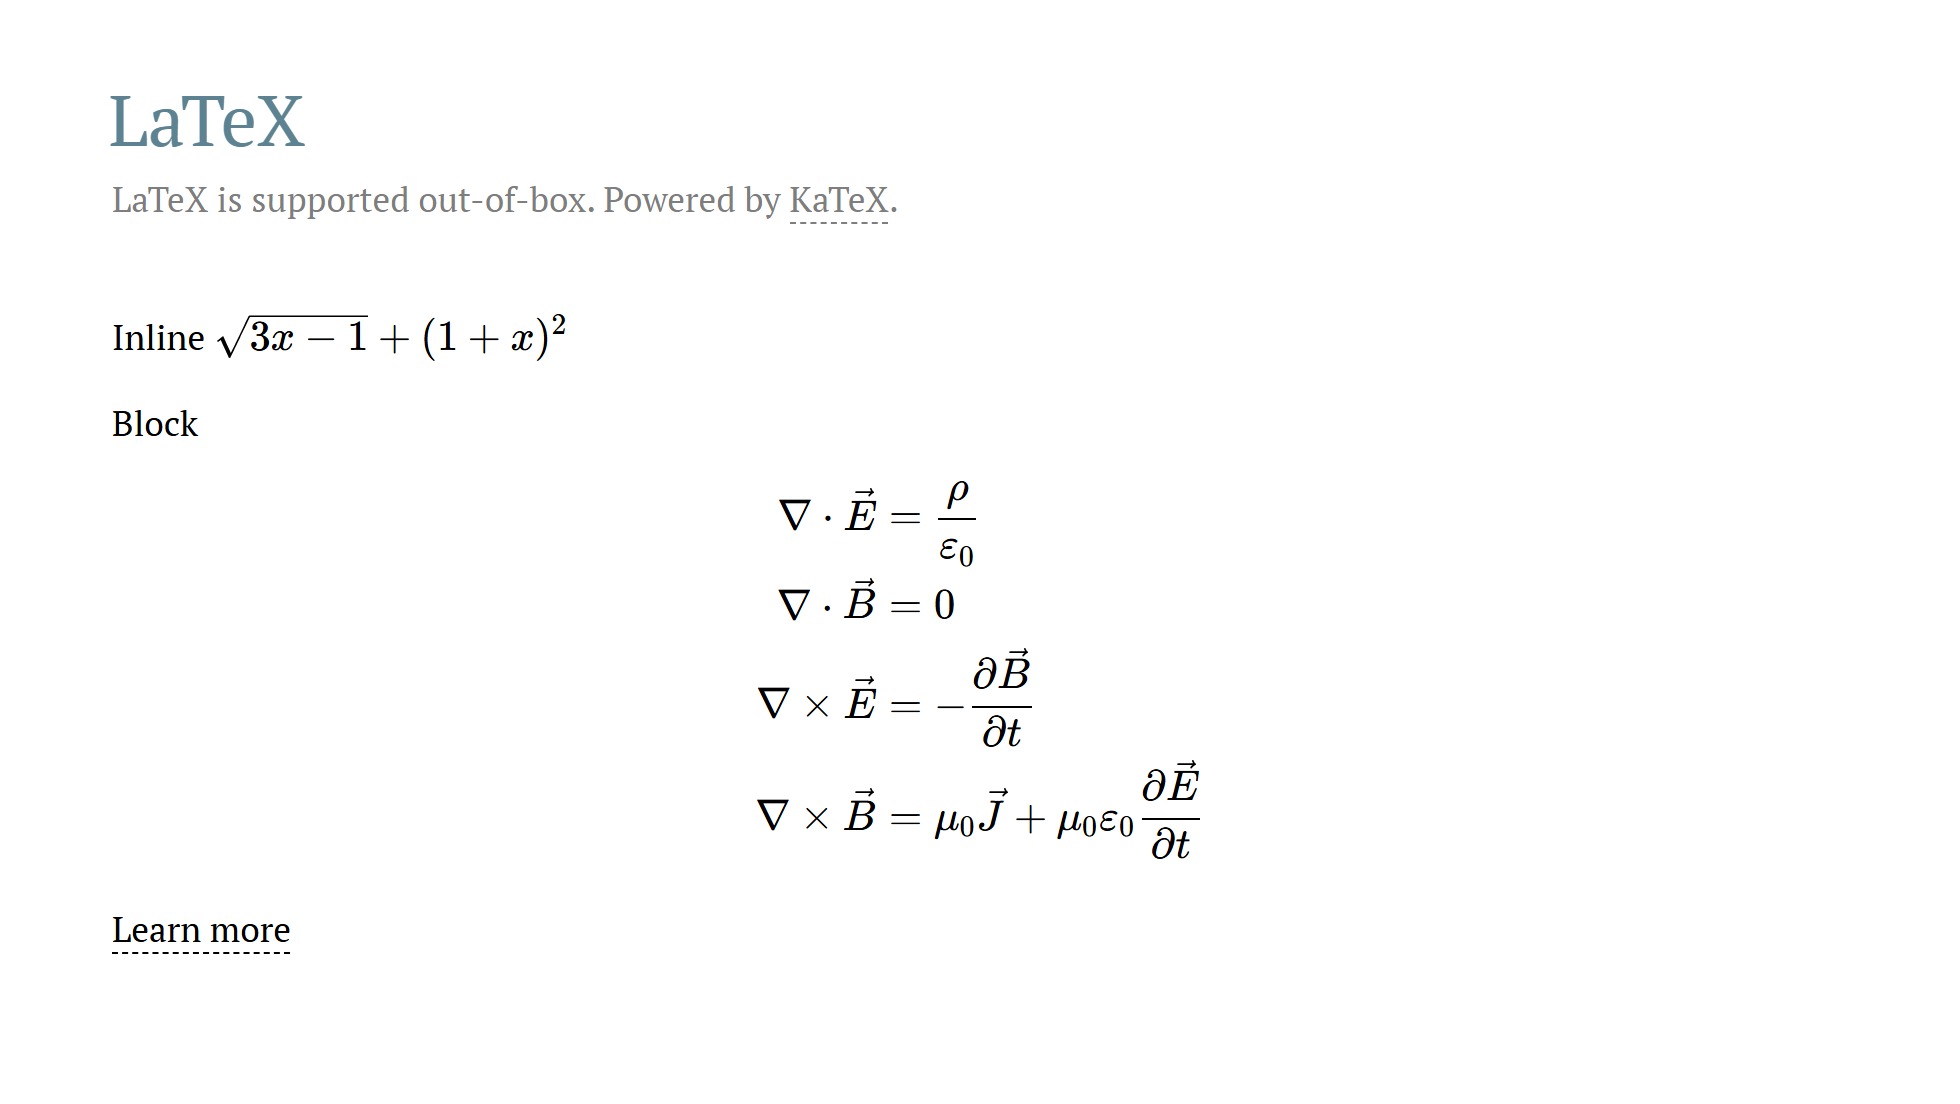 LaTeX
LaTeX is supported out-of-box. Powered by KaTeX.
Inline $\sqrt{3x-1}+(1+x)^2$
Block
$\nabla \cdot \vec{E} = \frac{\rho}{\varepsilon_0}$
$\nabla \cdot \vec{B} = 0$
$\nabla \times \vec{E} = -\frac{\partial\vec{B}}{\partial t}$
$\nabla \times \vec{B} = \mu_0\vec{J} + \mu_0\varepsilon_0\frac{\partial\vec{E}}{\partial t}$
Learn more